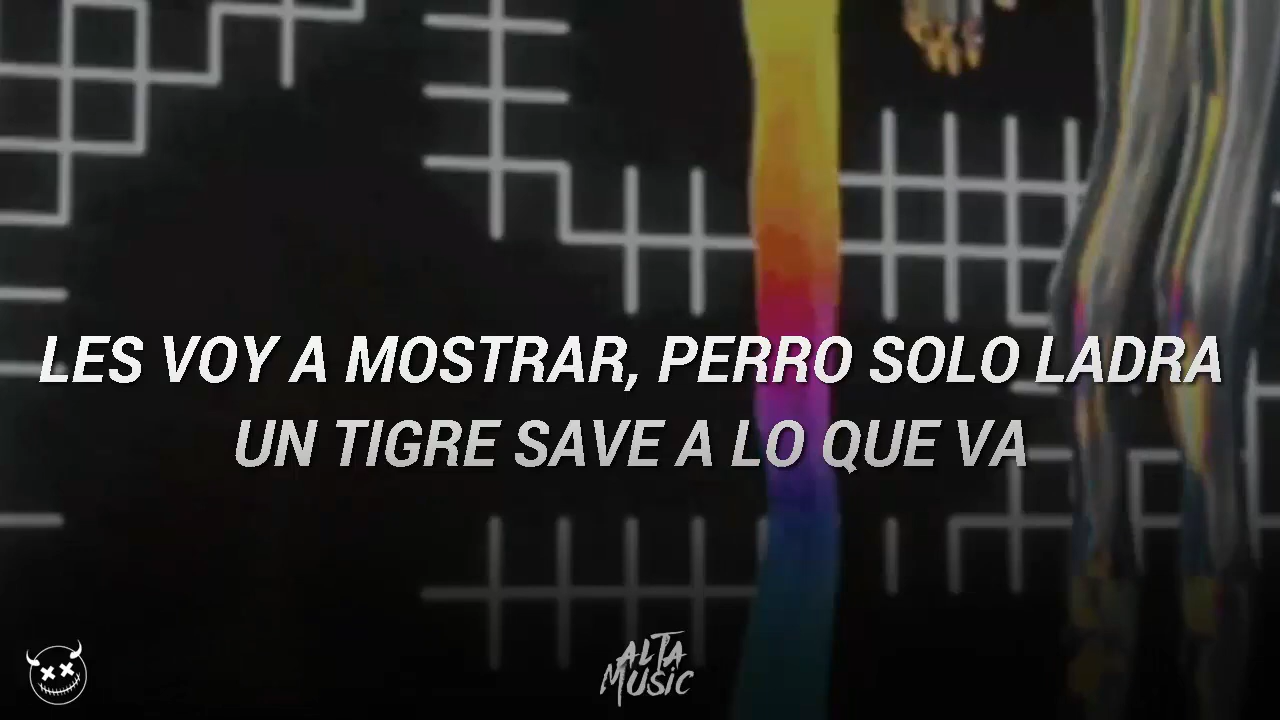 LES VOY A MOSTRAR, PERRO SOLO LADRA
UN TIGRE SAVE A LO QUE VA
ALTA
MUSIC